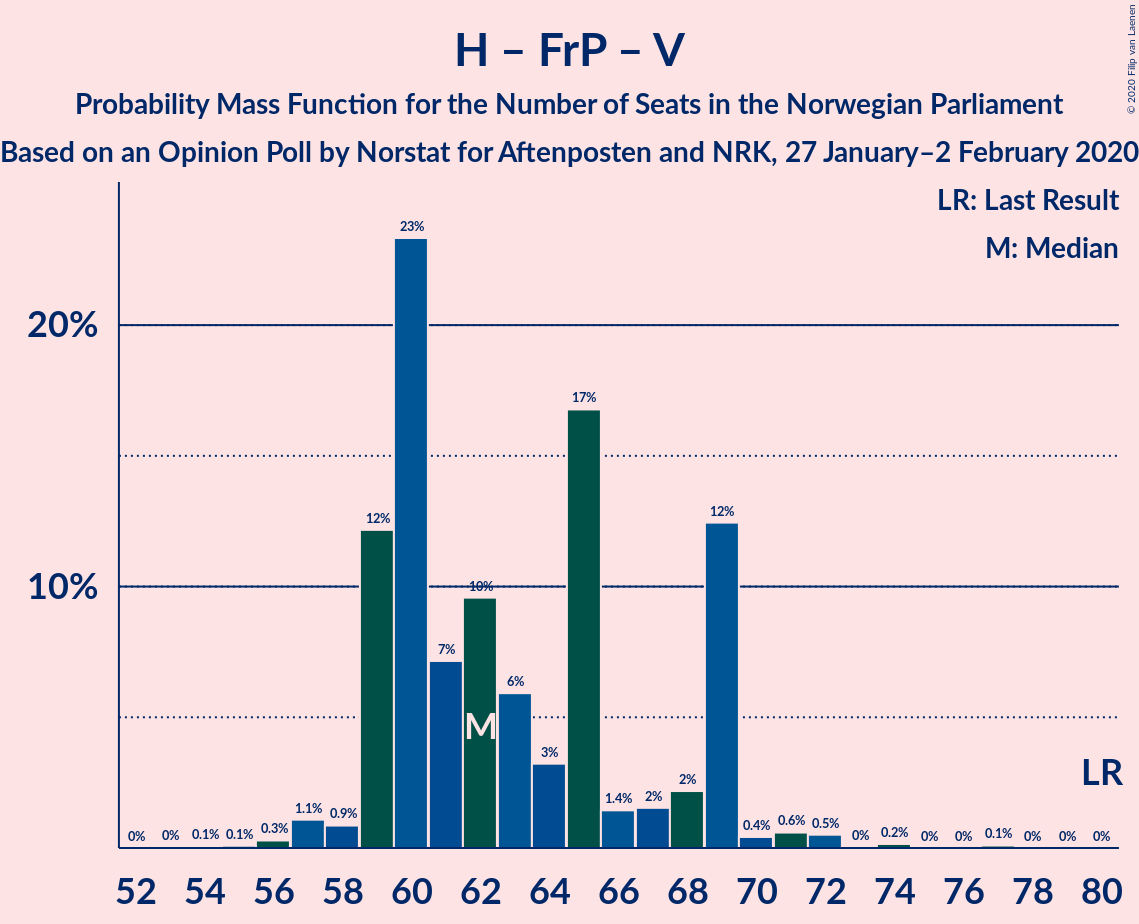 H – FrP – V
Probability Mass Function for the Number of Seats in the Norwegian Parliament
Based on an Opinion Poll by Norstat for Aftenposten and NRK, 27 January–2 February 2020
© 2020 Filip van Laenen
LR: Last Result
M: Median
20%
10%
0% 0% 0.1% 0.1% 0.3% 1.1% 0.9% 12% 23% 7% 10% 6% 3% 17% 1.4% 2% 2% 12% 0.4% 0.6% 0.5% 0% 0.2% 0% 0% 0.1% 0% 0% 0%
M
LR
52 54 56 58 60 62 64 66 68 70 72 74 76 78 80